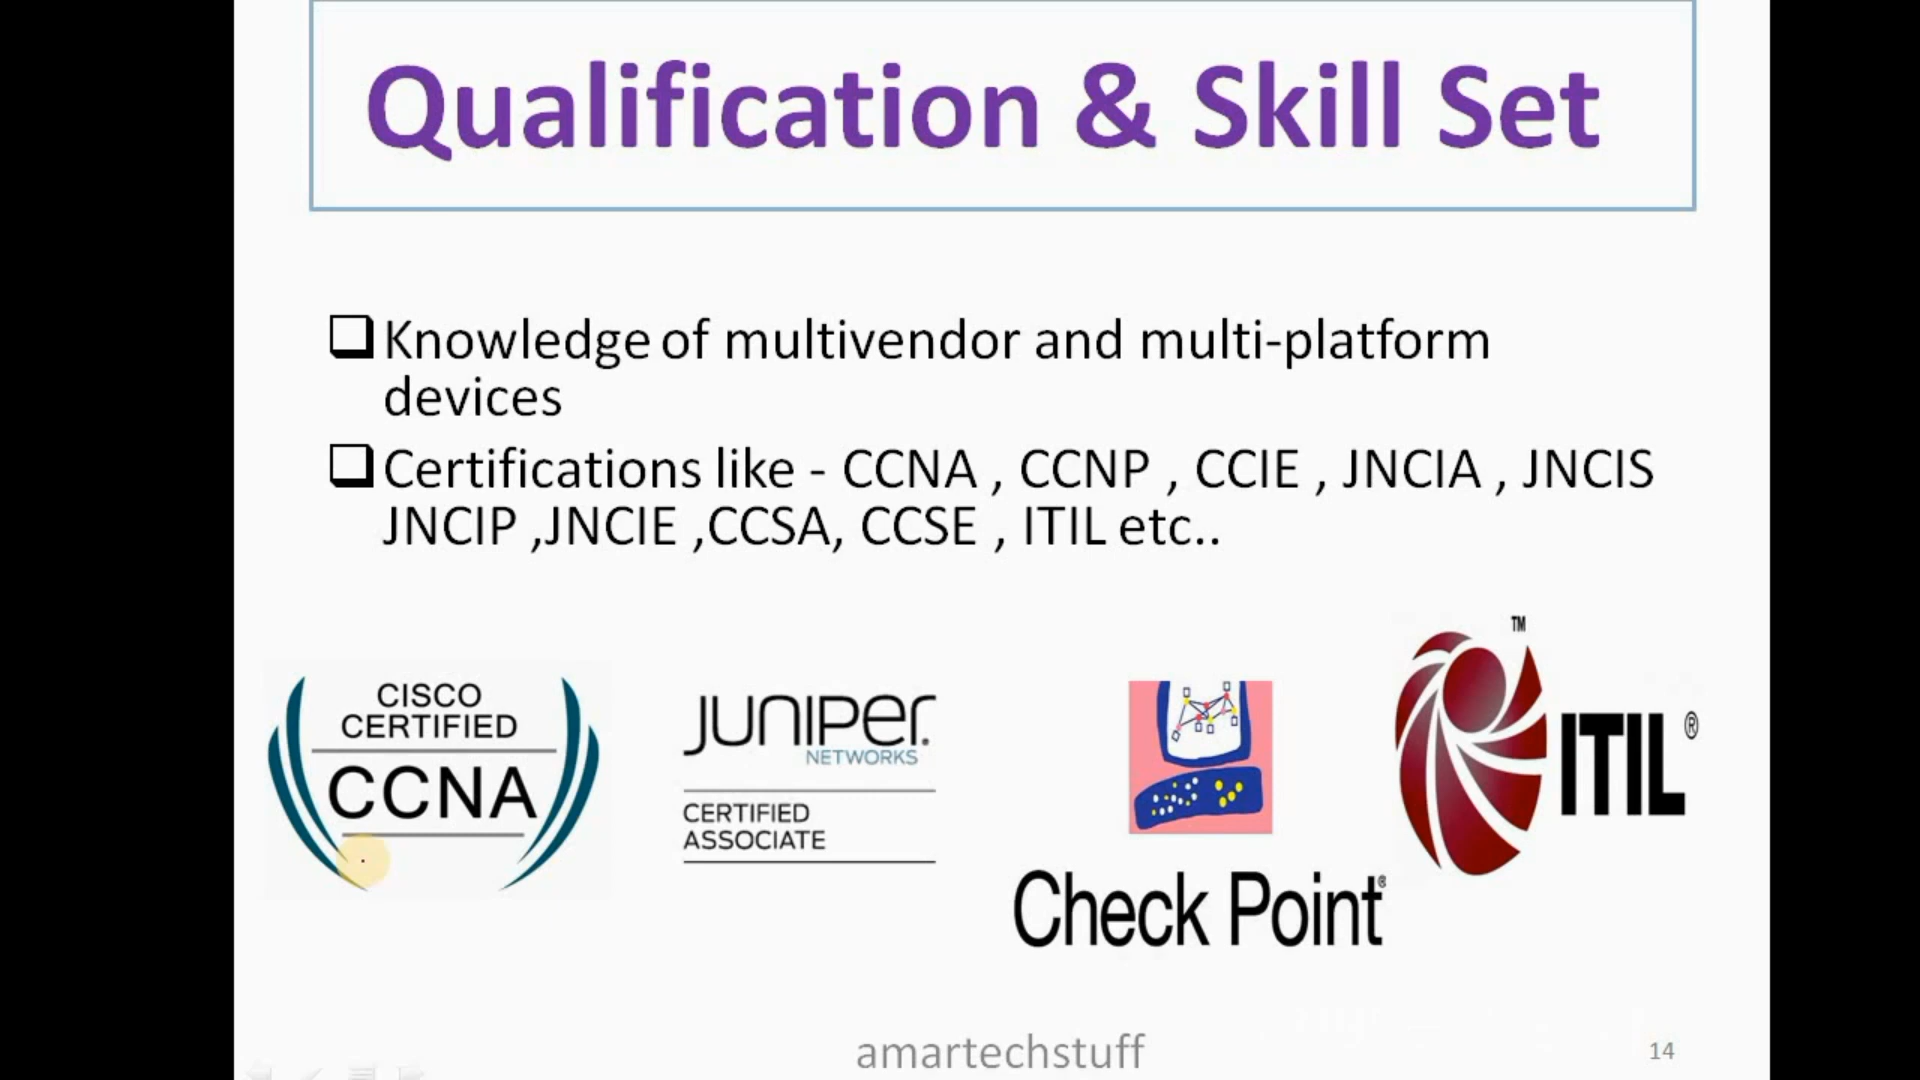 Qualification & Skill Set
Knowledge of multivendor and multi-platform
devices
Certifications like - CCNA , CCNP , CCIE , JNCIA , JNCIS
JNCIP ,JNCIE ,CCSA, CCSE , ITIL etc..
CISCO
CERTIFIED
CCNA
JUNIPer
NETWORKS
CERTIFIED
ASSOCIATE
Check Point®
TM
ITIL®
amartechstuff
14